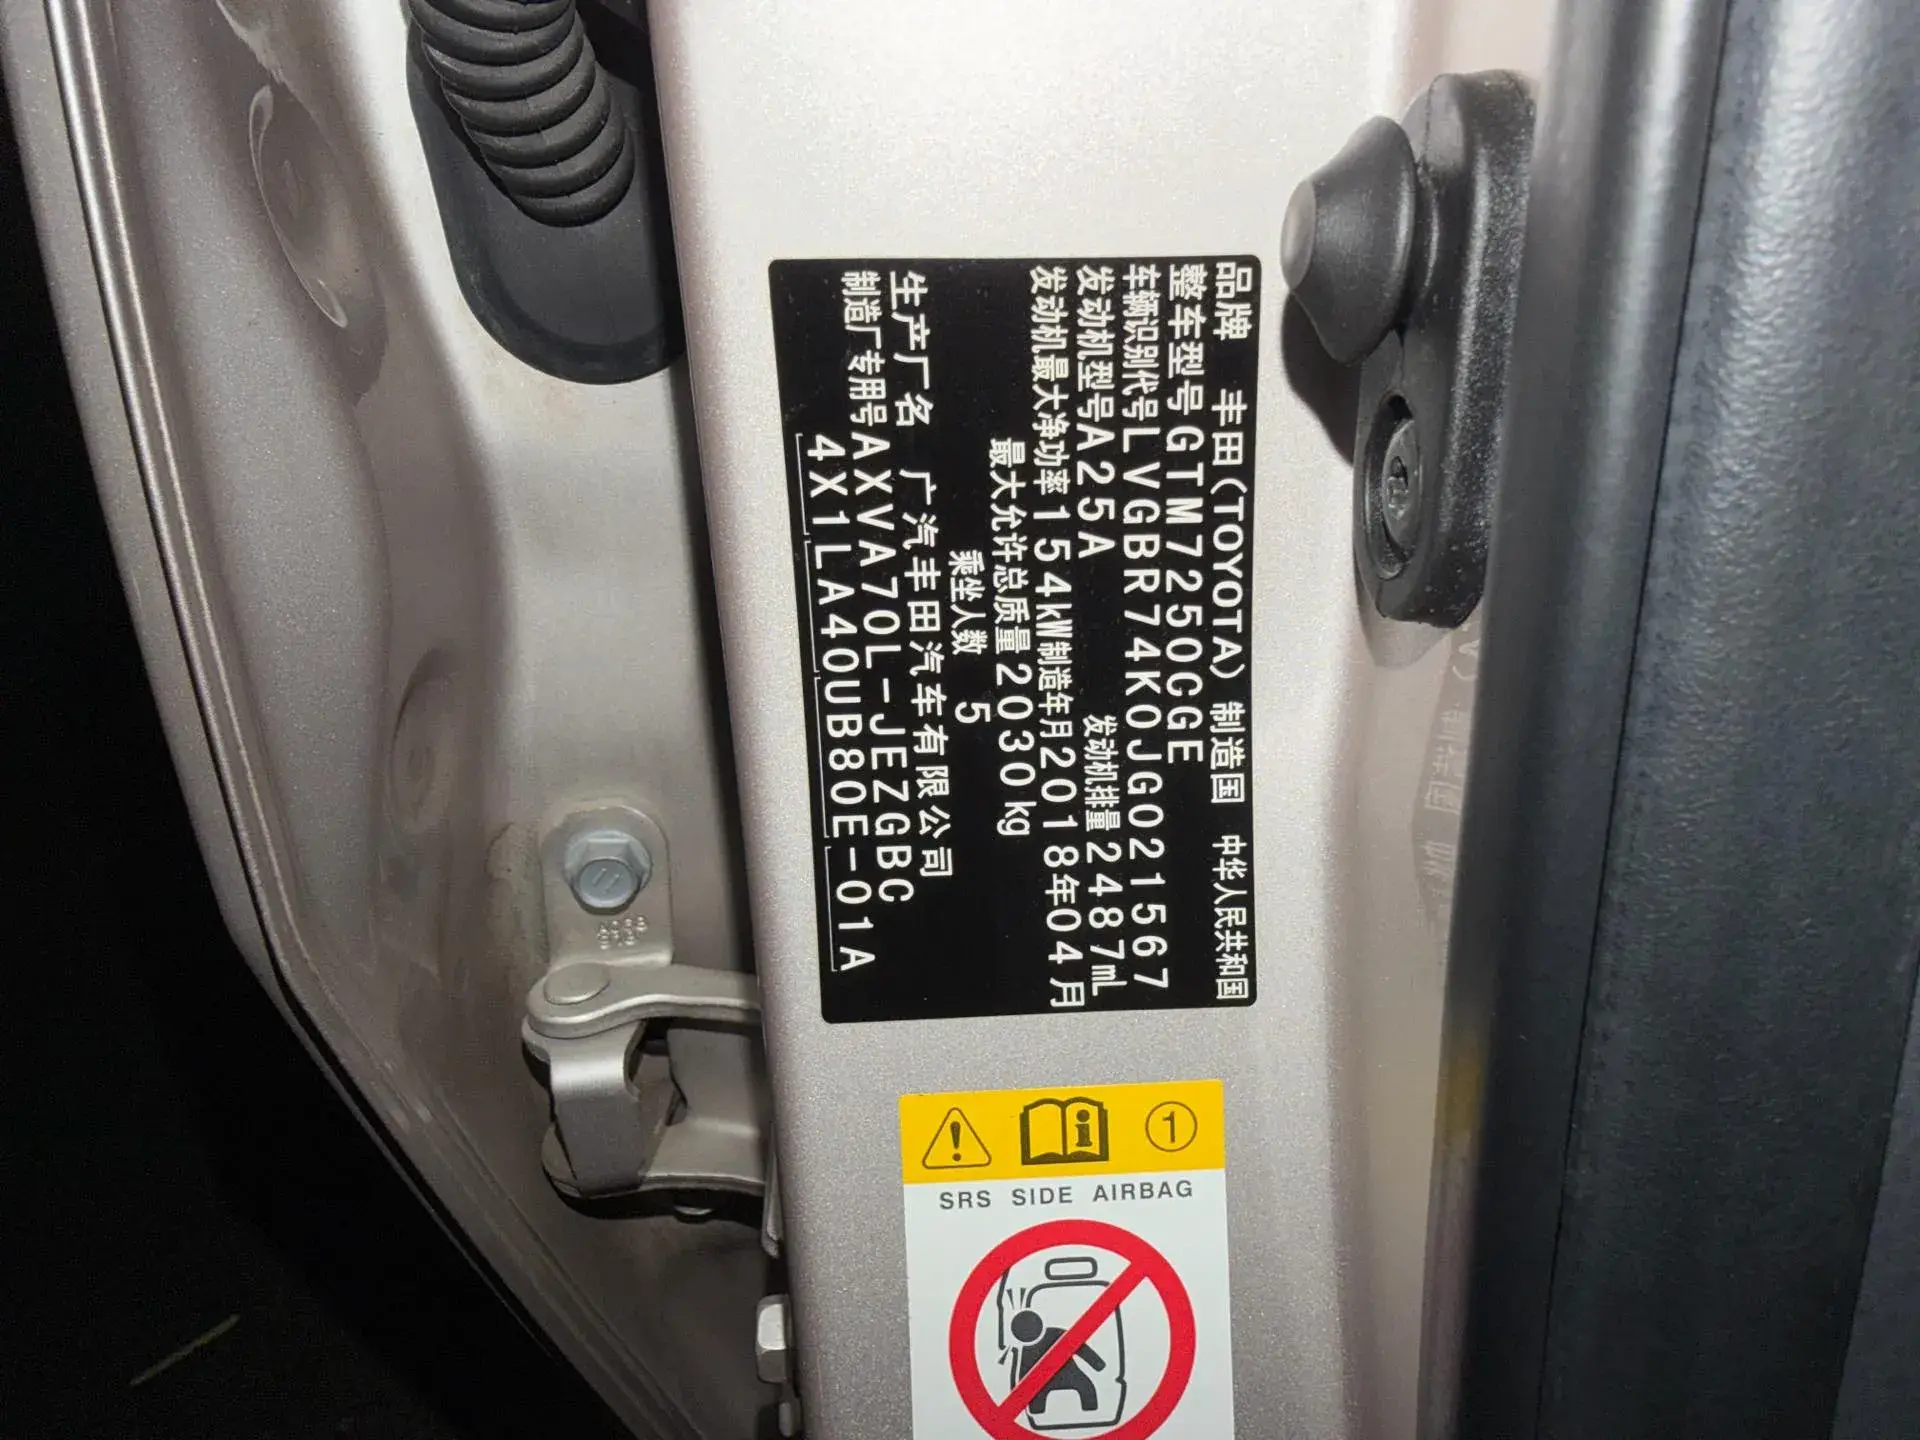 品牌 丰田(TOYOTA) 制造国 中华人民共和国
整车型号GTM7250CGE
车辆识别代号LVGBR74K0JG021567
发动机型号A25A 发动机排量2487mL
发动机最大净功率154kW制造年月2018年04月
最大允许总质量2030kg
乘坐人数 5
生产厂名 广汽丰田汽车有限公司
制造厂专用号AXVA70L-JEZGBC
4X1LA40UB80E-01A
1
SRS SIDE AIRBAG